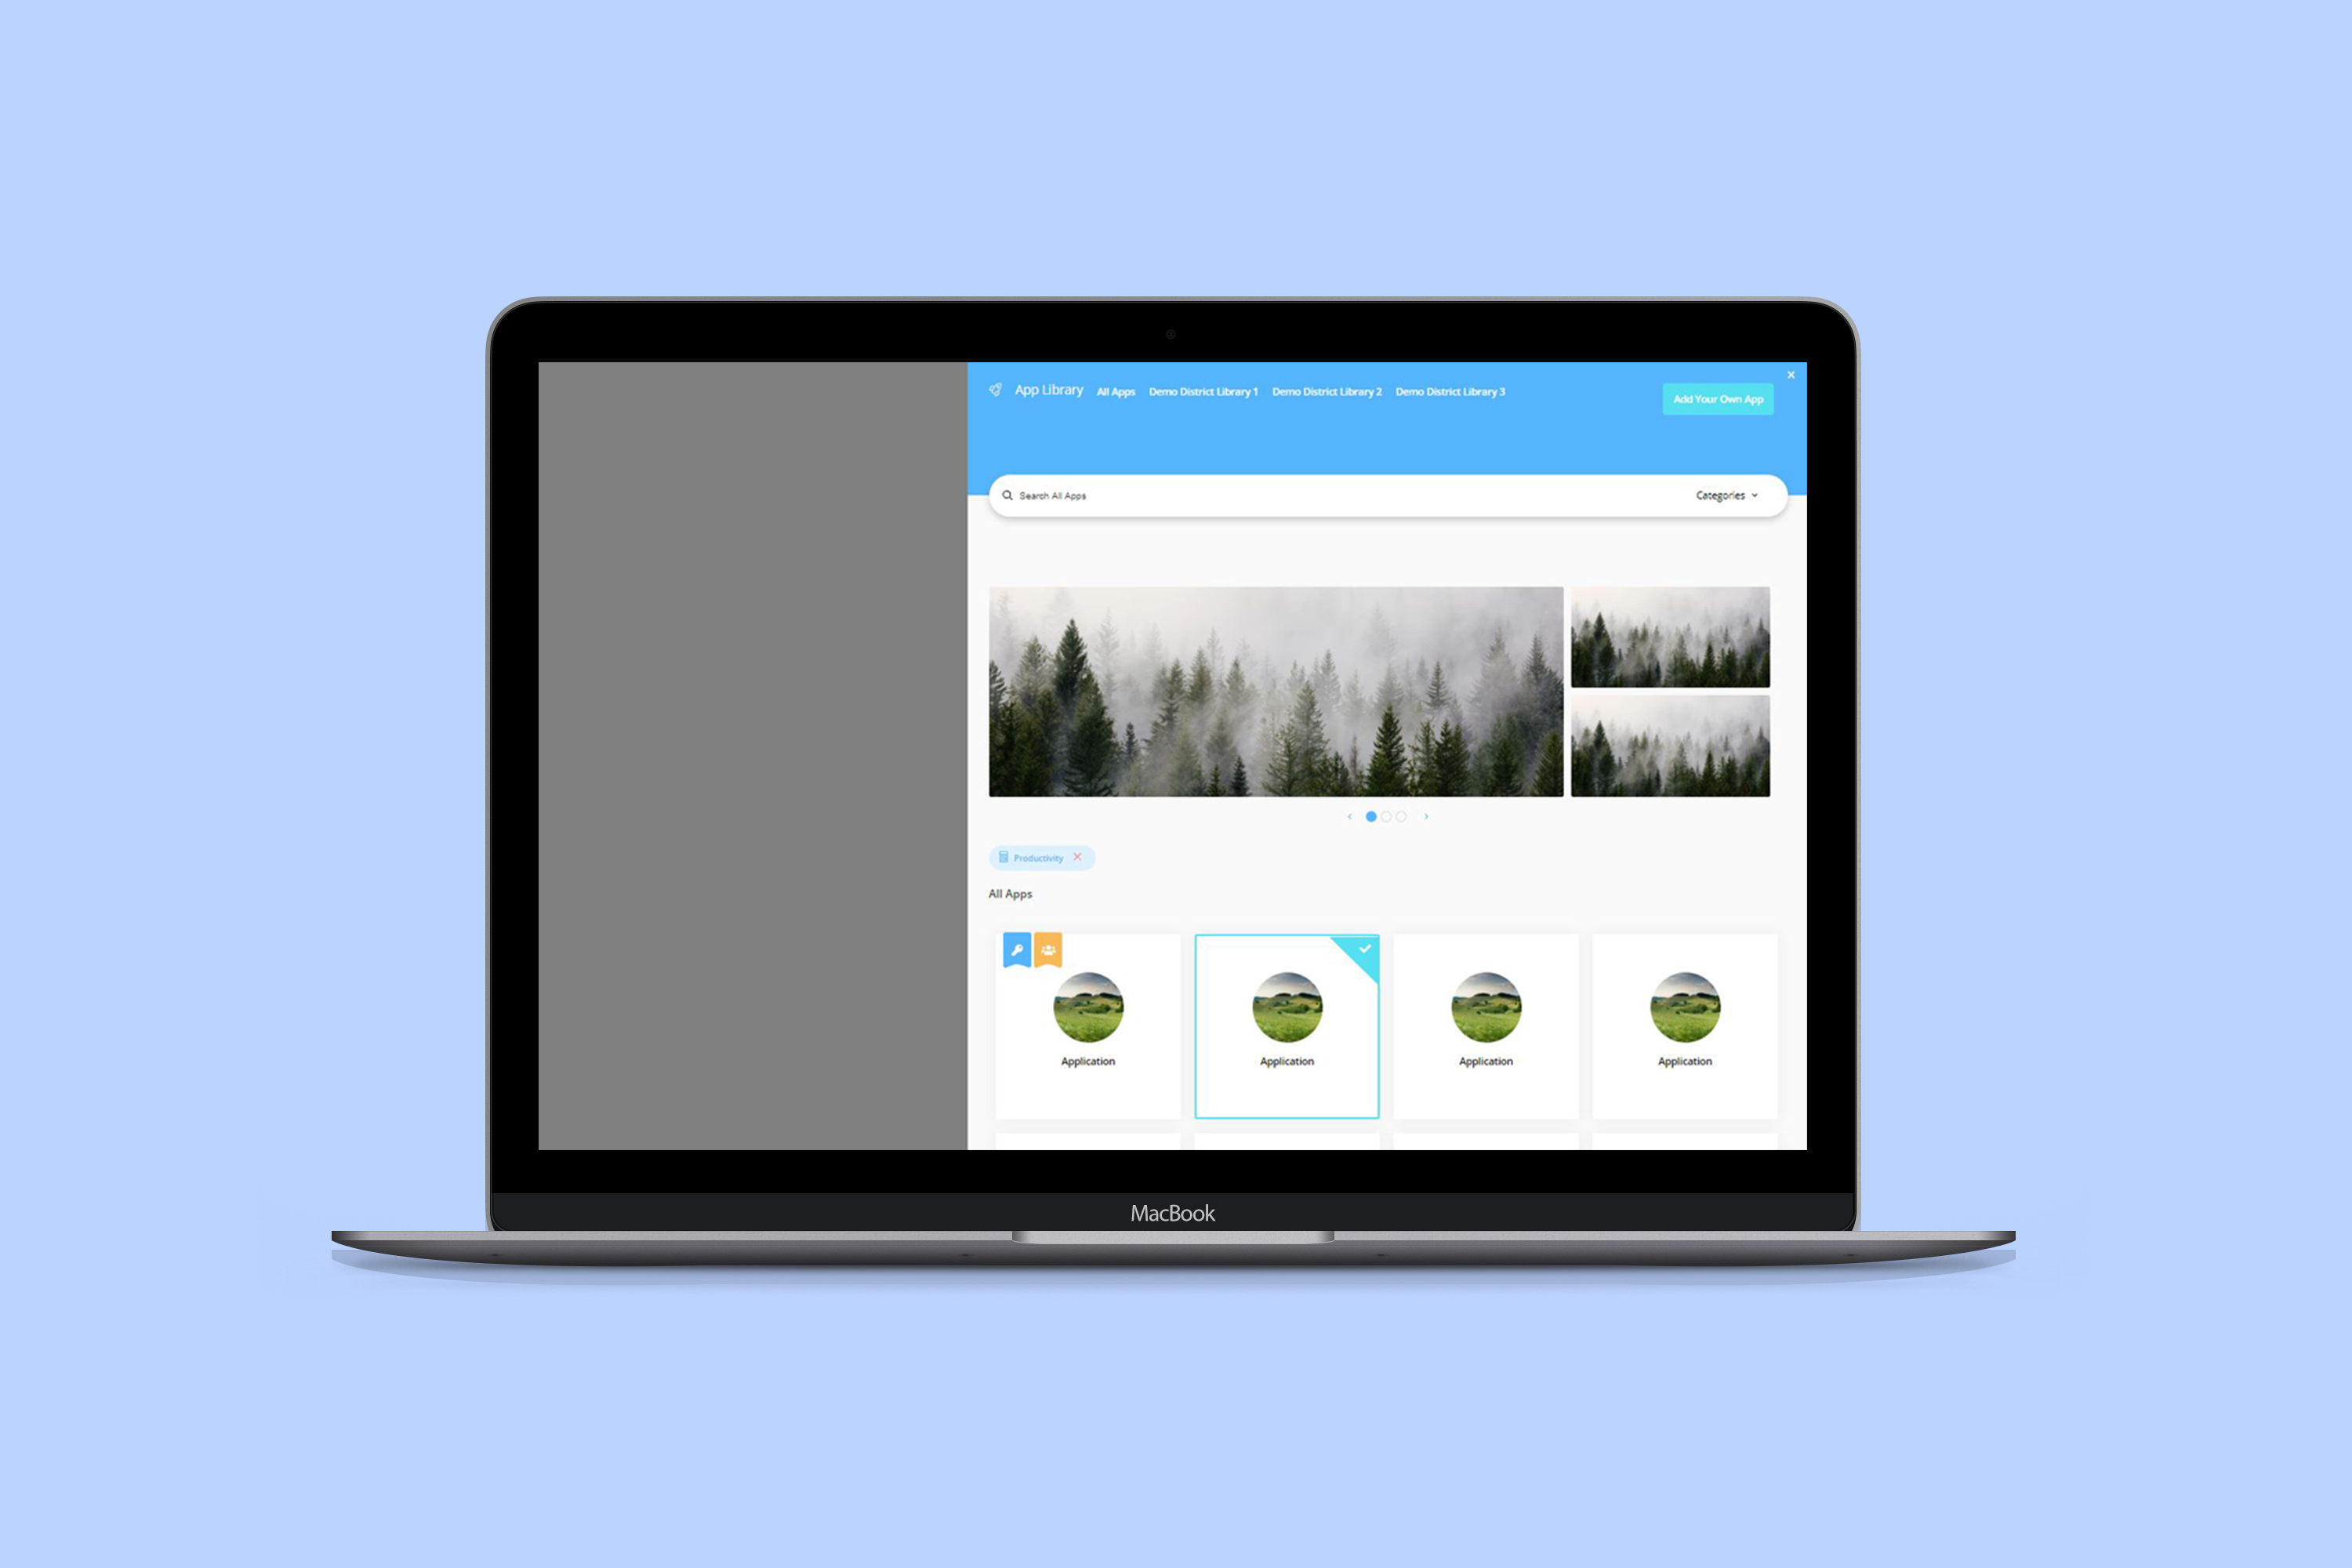 App Library All Apps Demo District Library 1 Demo District Library 2 Demo District Library 3
Add Your Own App
Search All Apps
Categories
Productivity
All Apps
Application
Application
Application
Application
MacBook